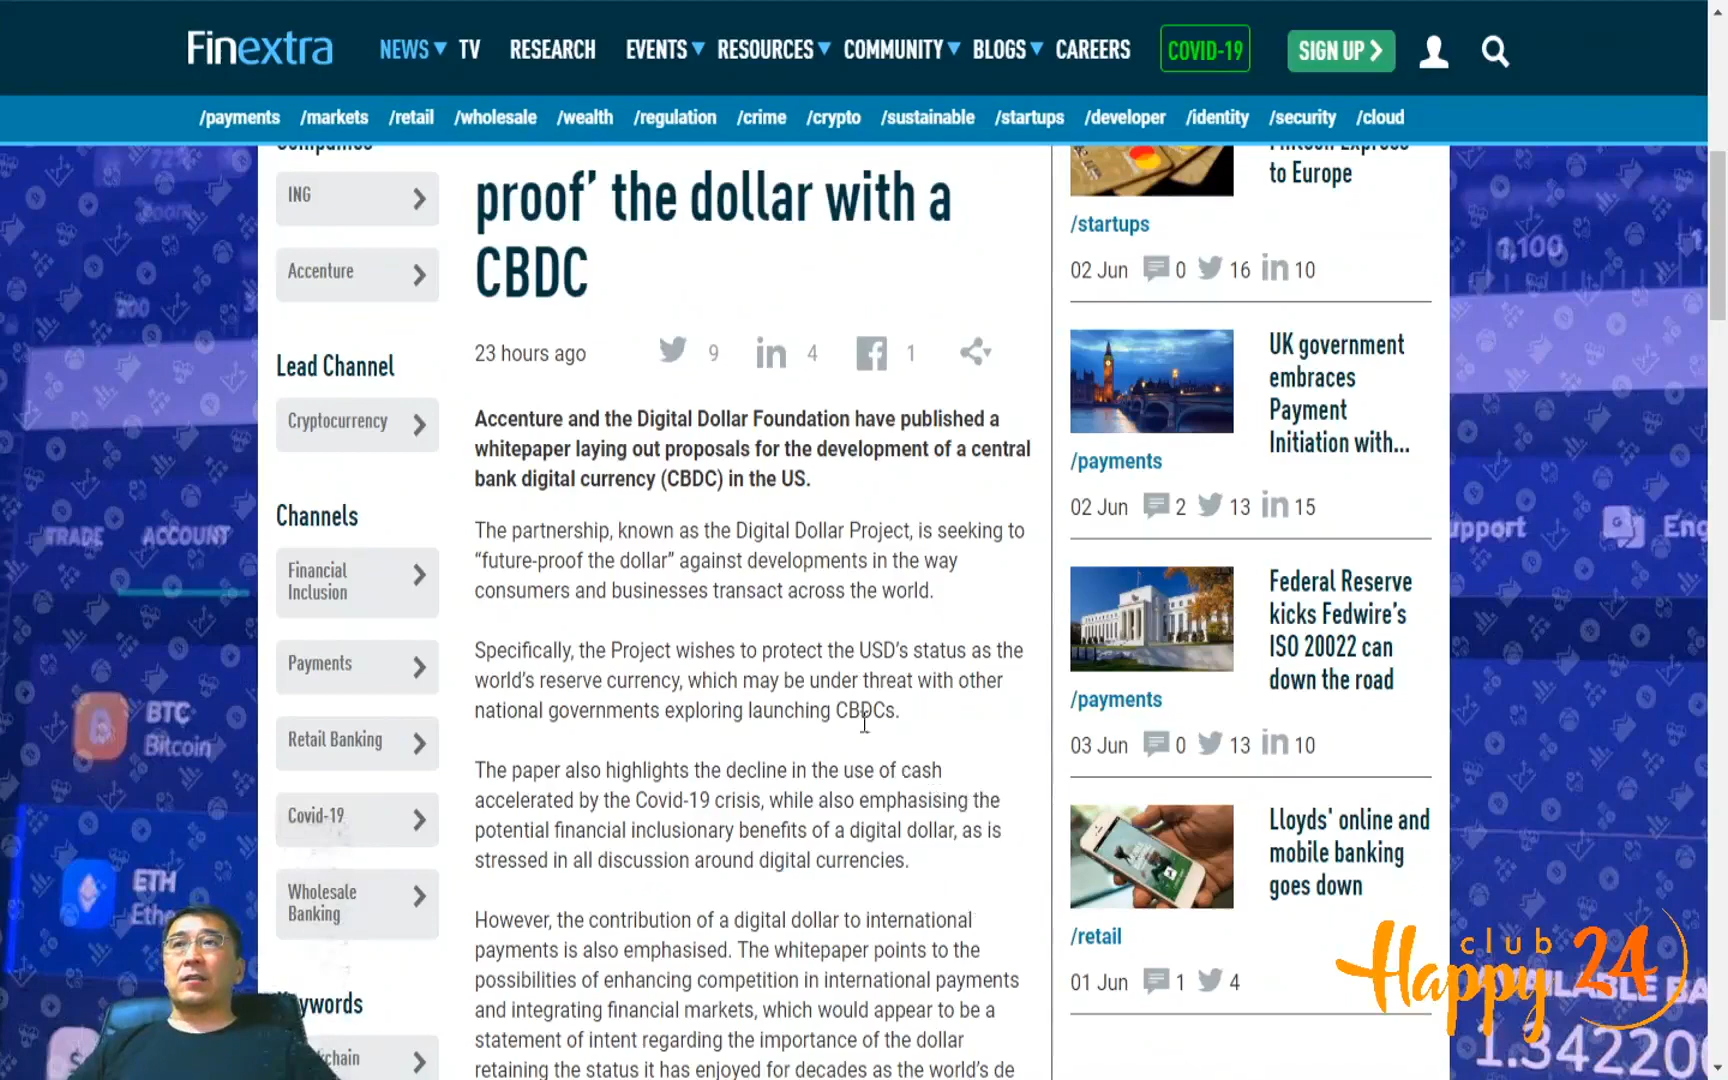 Finextra
NEWS TV RESEARCH EVENTS RESOURCES COMMUNITY BLOGS CAREERS COVID-19 SIGN UP
/payments /markets /retail /wholesale /wealth /regulation /crime /crypto /sustainable /startups /developer /identity /security /cloud
Companies
ING
Accenture
Lead Channel
Cryptocurrency
Channels
Financial
Inclusion
Payments
Retail Banking
Covid-19
Wholesale
Banking
ywords
kchain
proof’ the dollar with a
CBDC
23 hours ago 9 4 1
Accenture and the Digital Dollar Foundation have published a
whitepaper laying out proposals for the development of a central
bank digital currency (CBDC) in the US.
The partnership, known as the Digital Dollar Project, is seeking to
“future-proof the dollar” against developments in the way
consumers and businesses transact across the world.
Specifically, the Project wishes to protect the USD’s status as the
world’s reserve currency, which may be under threat with other
national governments exploring launching CBDCs.
The paper also highlights the decline in the use of cash
accelerated by the Covid-19 crisis, while also emphasising the
potential financial inclusionary benefits of a digital dollar, as is
stressed in all discussion around digital currencies.
However, the contribution of a digital dollar to international
payments is also emphasised. The whitepaper points to the
possibilities of enhancing competition in international payments
and integrating financial markets, which would appear to be a
statement of intent regarding the importance of the dollar
retaining the status it has enjoyed for decades as the world’s de
Fintech Express
to Europe
/startups
02 Jun 0 16 10
UK government
embraces
Payment
Initiation with...
/payments
02 Jun 2 13 15
Federal Reserve
kicks Fedwire’s
ISO 20022 can
down the road
/payments
03 Jun 0 13 10
Lloyds' online and
mobile banking
goes down
/retail
01 Jun 1 4
TRADE ACCOUNT
BTC
Bitcoin
ETH
Ethe
1,100
pport Eng
club
Happy 24
ILABLE BA
1.342200